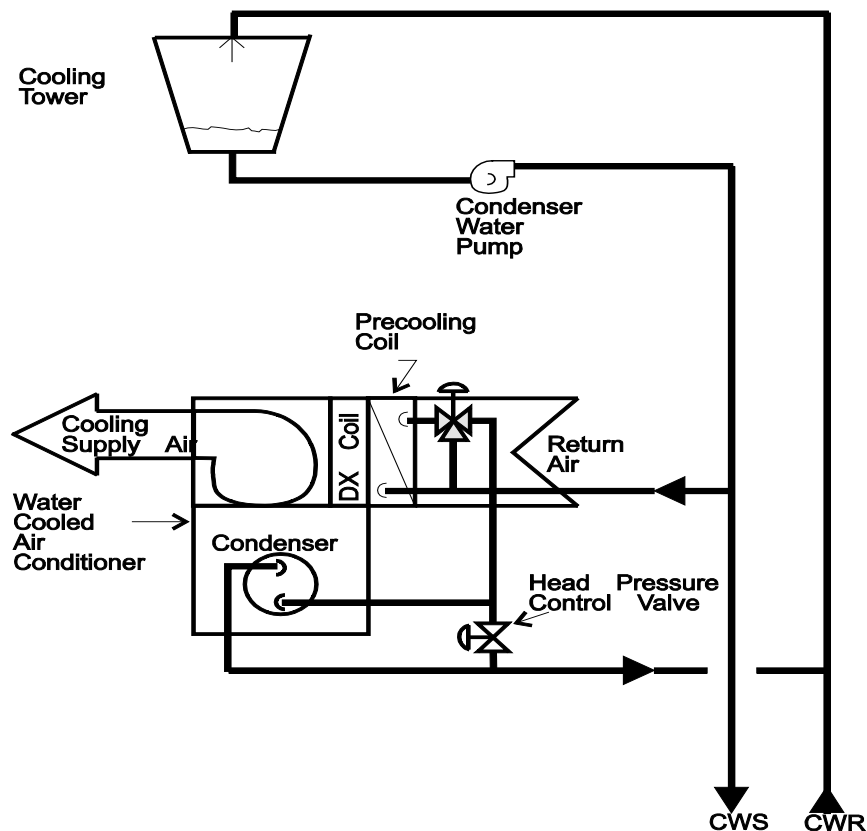 Cooling
Tower
Condenser
Water
Pump
Precooling
Coil
Cooling
Supply Air
DX Coil
Return
Air
Water
Cooled
Air
Conditioner
Condenser
Head Pressure
Control Valve
CWS
CWR